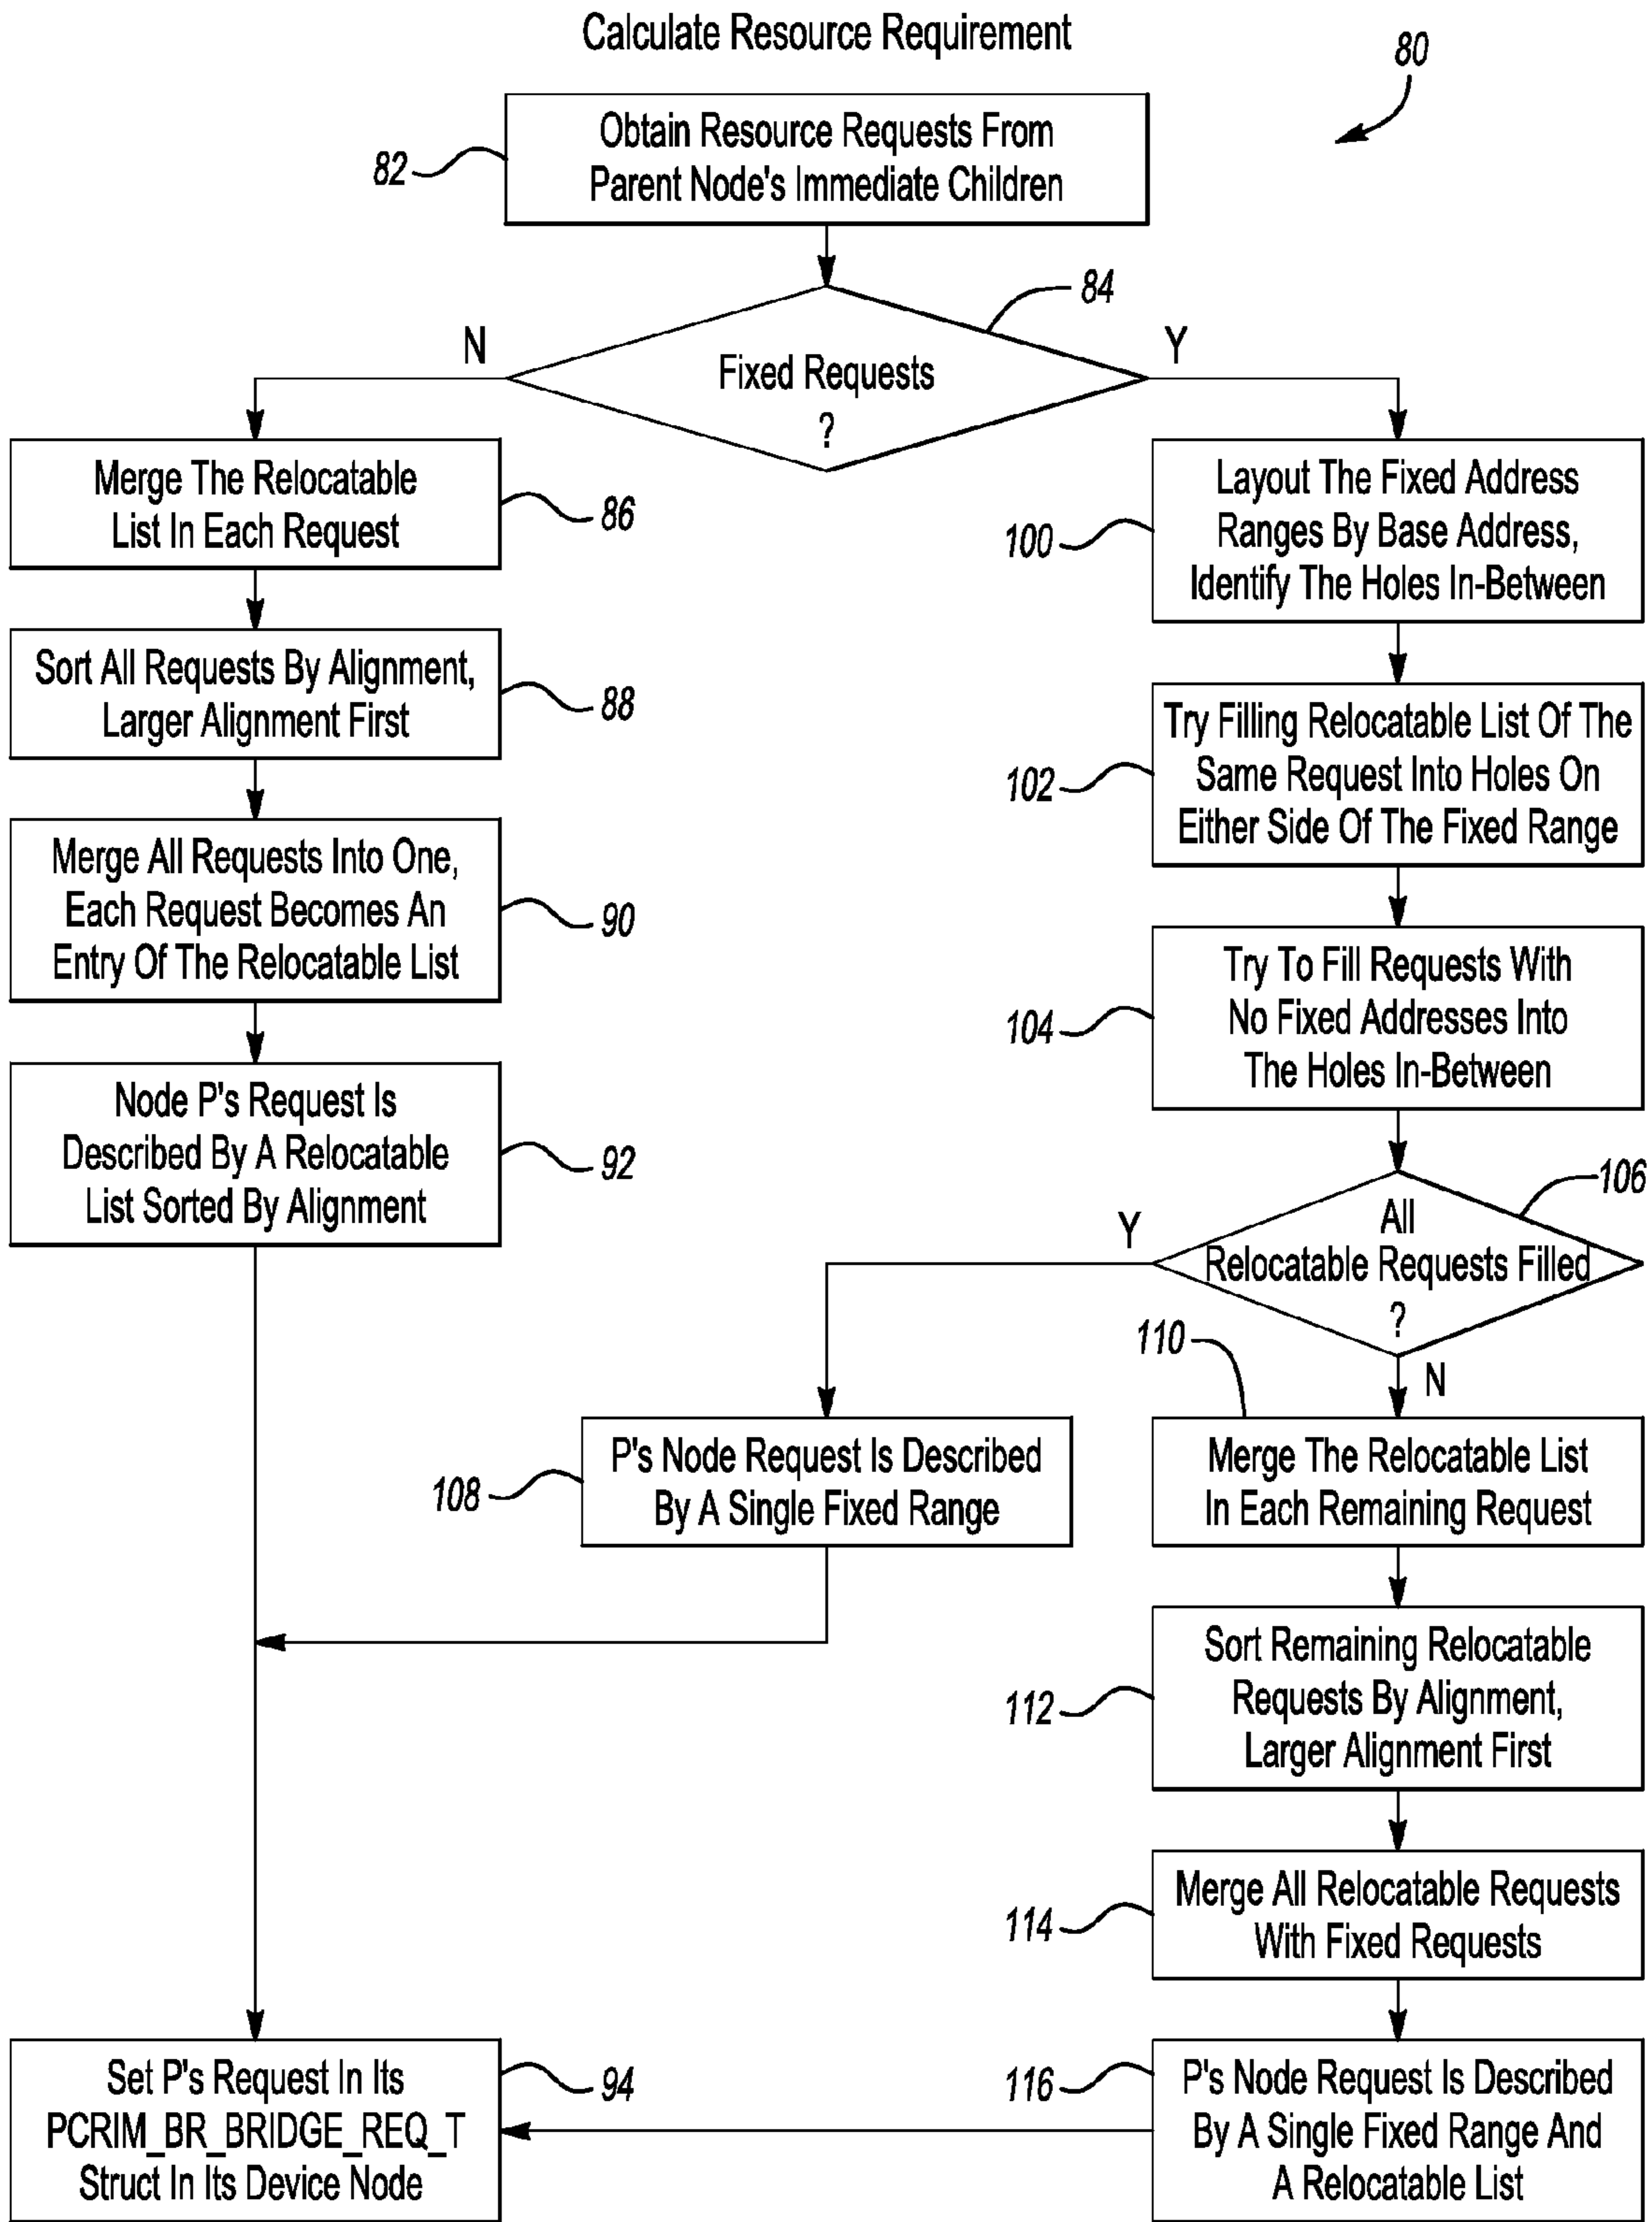 Calculate Resource Requirement
80
Obtain Resource Requests From
Parent Node's Immediate Children
82
84
Fixed Requests
?
N
Y
Merge The Relocatable
List In Each Request
86
Sort All Requests By Alignment,
Larger Alignment First
88
Merge All Requests Into One,
Each Request Becomes An
Entry Of The Relocatable List
90
Node P's Request Is
Described By A Relocatable
List Sorted By Alignment
92
Layout The Fixed Address
Ranges By Base Address,
Identify The Holes In-Between
100
Try Filling Relocatable List Of The
Same Request Into Holes On
Either Side Of The Fixed Range
102
Try To Fill Requests With
No Fixed Addresses Into
The Holes In-Between
104
106
All
Relocatable Requests Filled
?
Y
N
P's Node Request Is Described
By A Single Fixed Range
108
110
Merge The Relocatable List
In Each Remaining Request
Sort Remaining Relocatable
Requests By Alignment,
Larger Alignment First
112
Merge All Relocatable Requests
With Fixed Requests
114
P's Node Request Is Described
By A Single Fixed Range And
A Relocatable List
116
Set P's Request In Its
PCRIM_BR_BRIDGE_REQ_T
Struct In Its Device Node
94